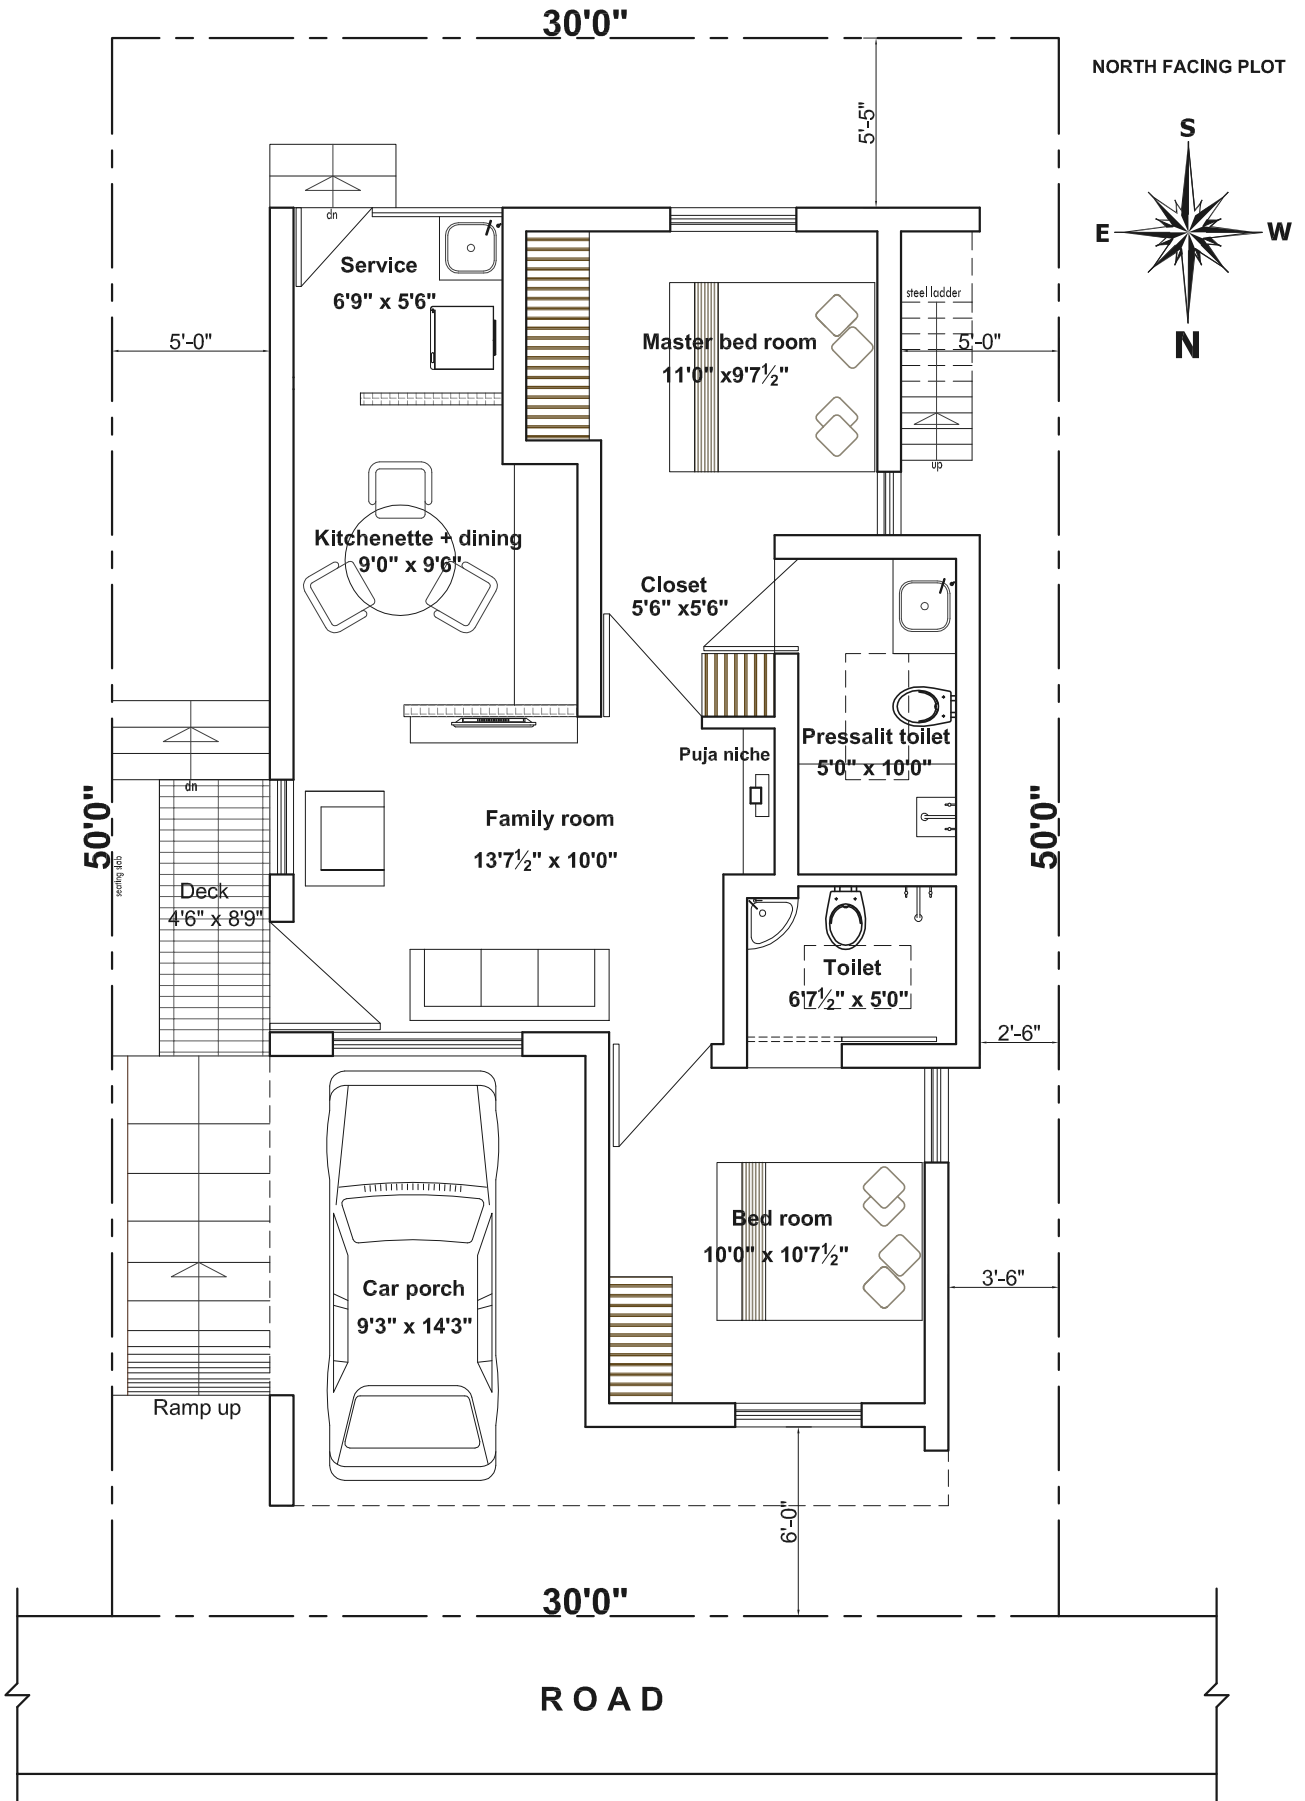 30'0"
NORTH FACING PLOT
5'-5"
S
E
W
N
dn
Service
6'9" x 5'6"
steel ladder
5'-0"
Master bed room
11'0" x9'7½"
5'-0"
up
Kitchenette + dining
9'0" x 9'6"
Closet
5'6" x5'6"
Pressalit toilet
5'0" x 10'0"
Puja niche
dn
50'0"
seating slab
Family room
13'7½" x 10'0"
50'0"
Deck
4'6" x 8'9"
Toilet
6'7½" x 5'0"
2'-6"
Bed room
10'0" x 10'7½"
Car porch
9'3" x 14'3"
3'-6"
Ramp up
6'-0"
30'0"
ROAD